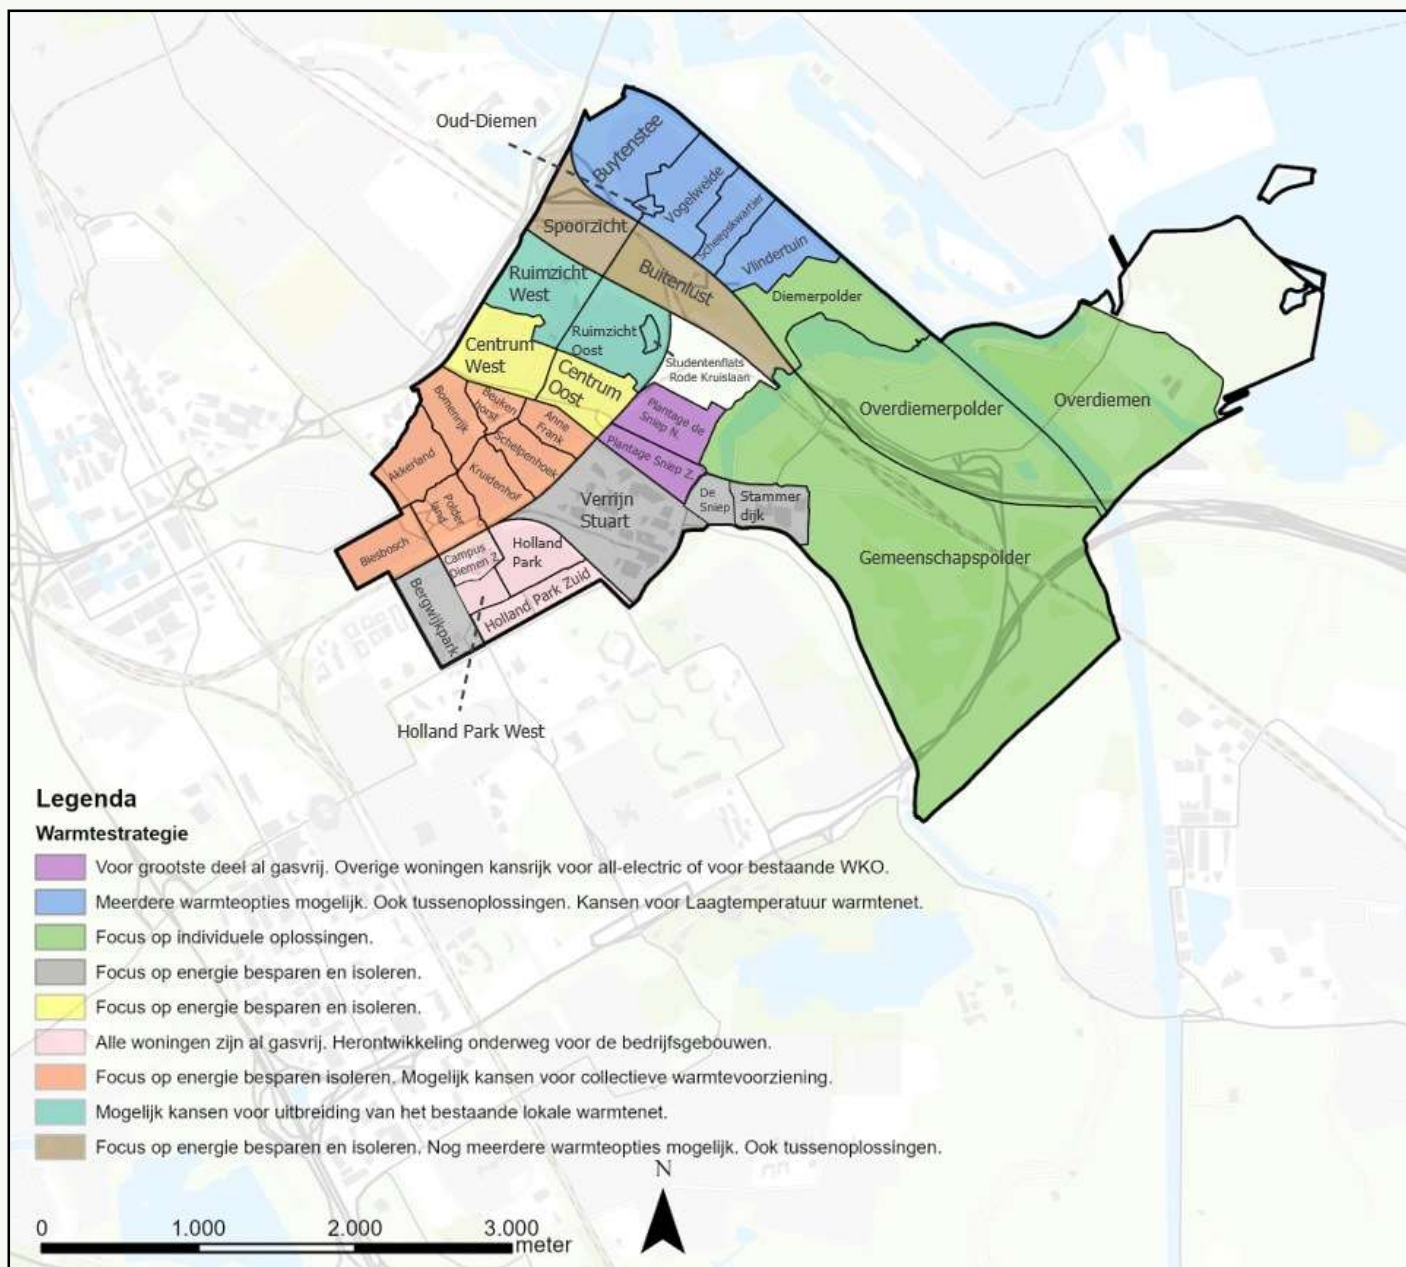 Oud-Diemen
Buytenstee
Vogelweide
Scheepskwartier
Vlindertuin
Spoorzicht
Buitenlust
Diemerpolder
Ruimzicht
West
Ruimzicht
Oost
Studentenflats
Rode Kruislaan
Centrum
West
Centrum
Oost
Overdiemerpolder
Overdiemen
Bomenrijk
Beuken
horst
Anne
Frank
Plantage de
Sniep N.
Plantage Sniep Z.
Akkerland
Schelpenhoek
Kruidenhof
Polder
land
Verrijn
Stuart
De
Sniep
Stammer
dijk
Gemeenschapspolder
Biesbosch
Campus
Diemen Z
Holland
Park
Holland Park Zuid
Bergwijkpark
Holland Park West
Legenda
Warmtestrategie
Voor grootste deel al gasvrij. Overige woningen kansrijk voor all-electric of voor bestaande WKO.
Meerdere warmteopties mogelijk. Ook tussenoplossingen. Kansen voor Laagtemperatuur warmtenet.
Focus op individuele oplossingen.
Focus op energie besparen en isoleren.
Focus op energie besparen en isoleren.
Alle woningen zijn al gasvrij. Herontwikkeling onderweg voor de bedrijfsgebouwen.
Focus op energie besparen isoleren. Mogelijk kansen voor collectieve warmtevoorziening.
Mogelijk kansen voor uitbreiding van het bestaande lokale warmtenet.
Focus op energie besparen en isoleren. Nog meerdere warmteopties mogelijk. Ook tussenoplossingen.
N
0 1.000 2.000 3.000
meter